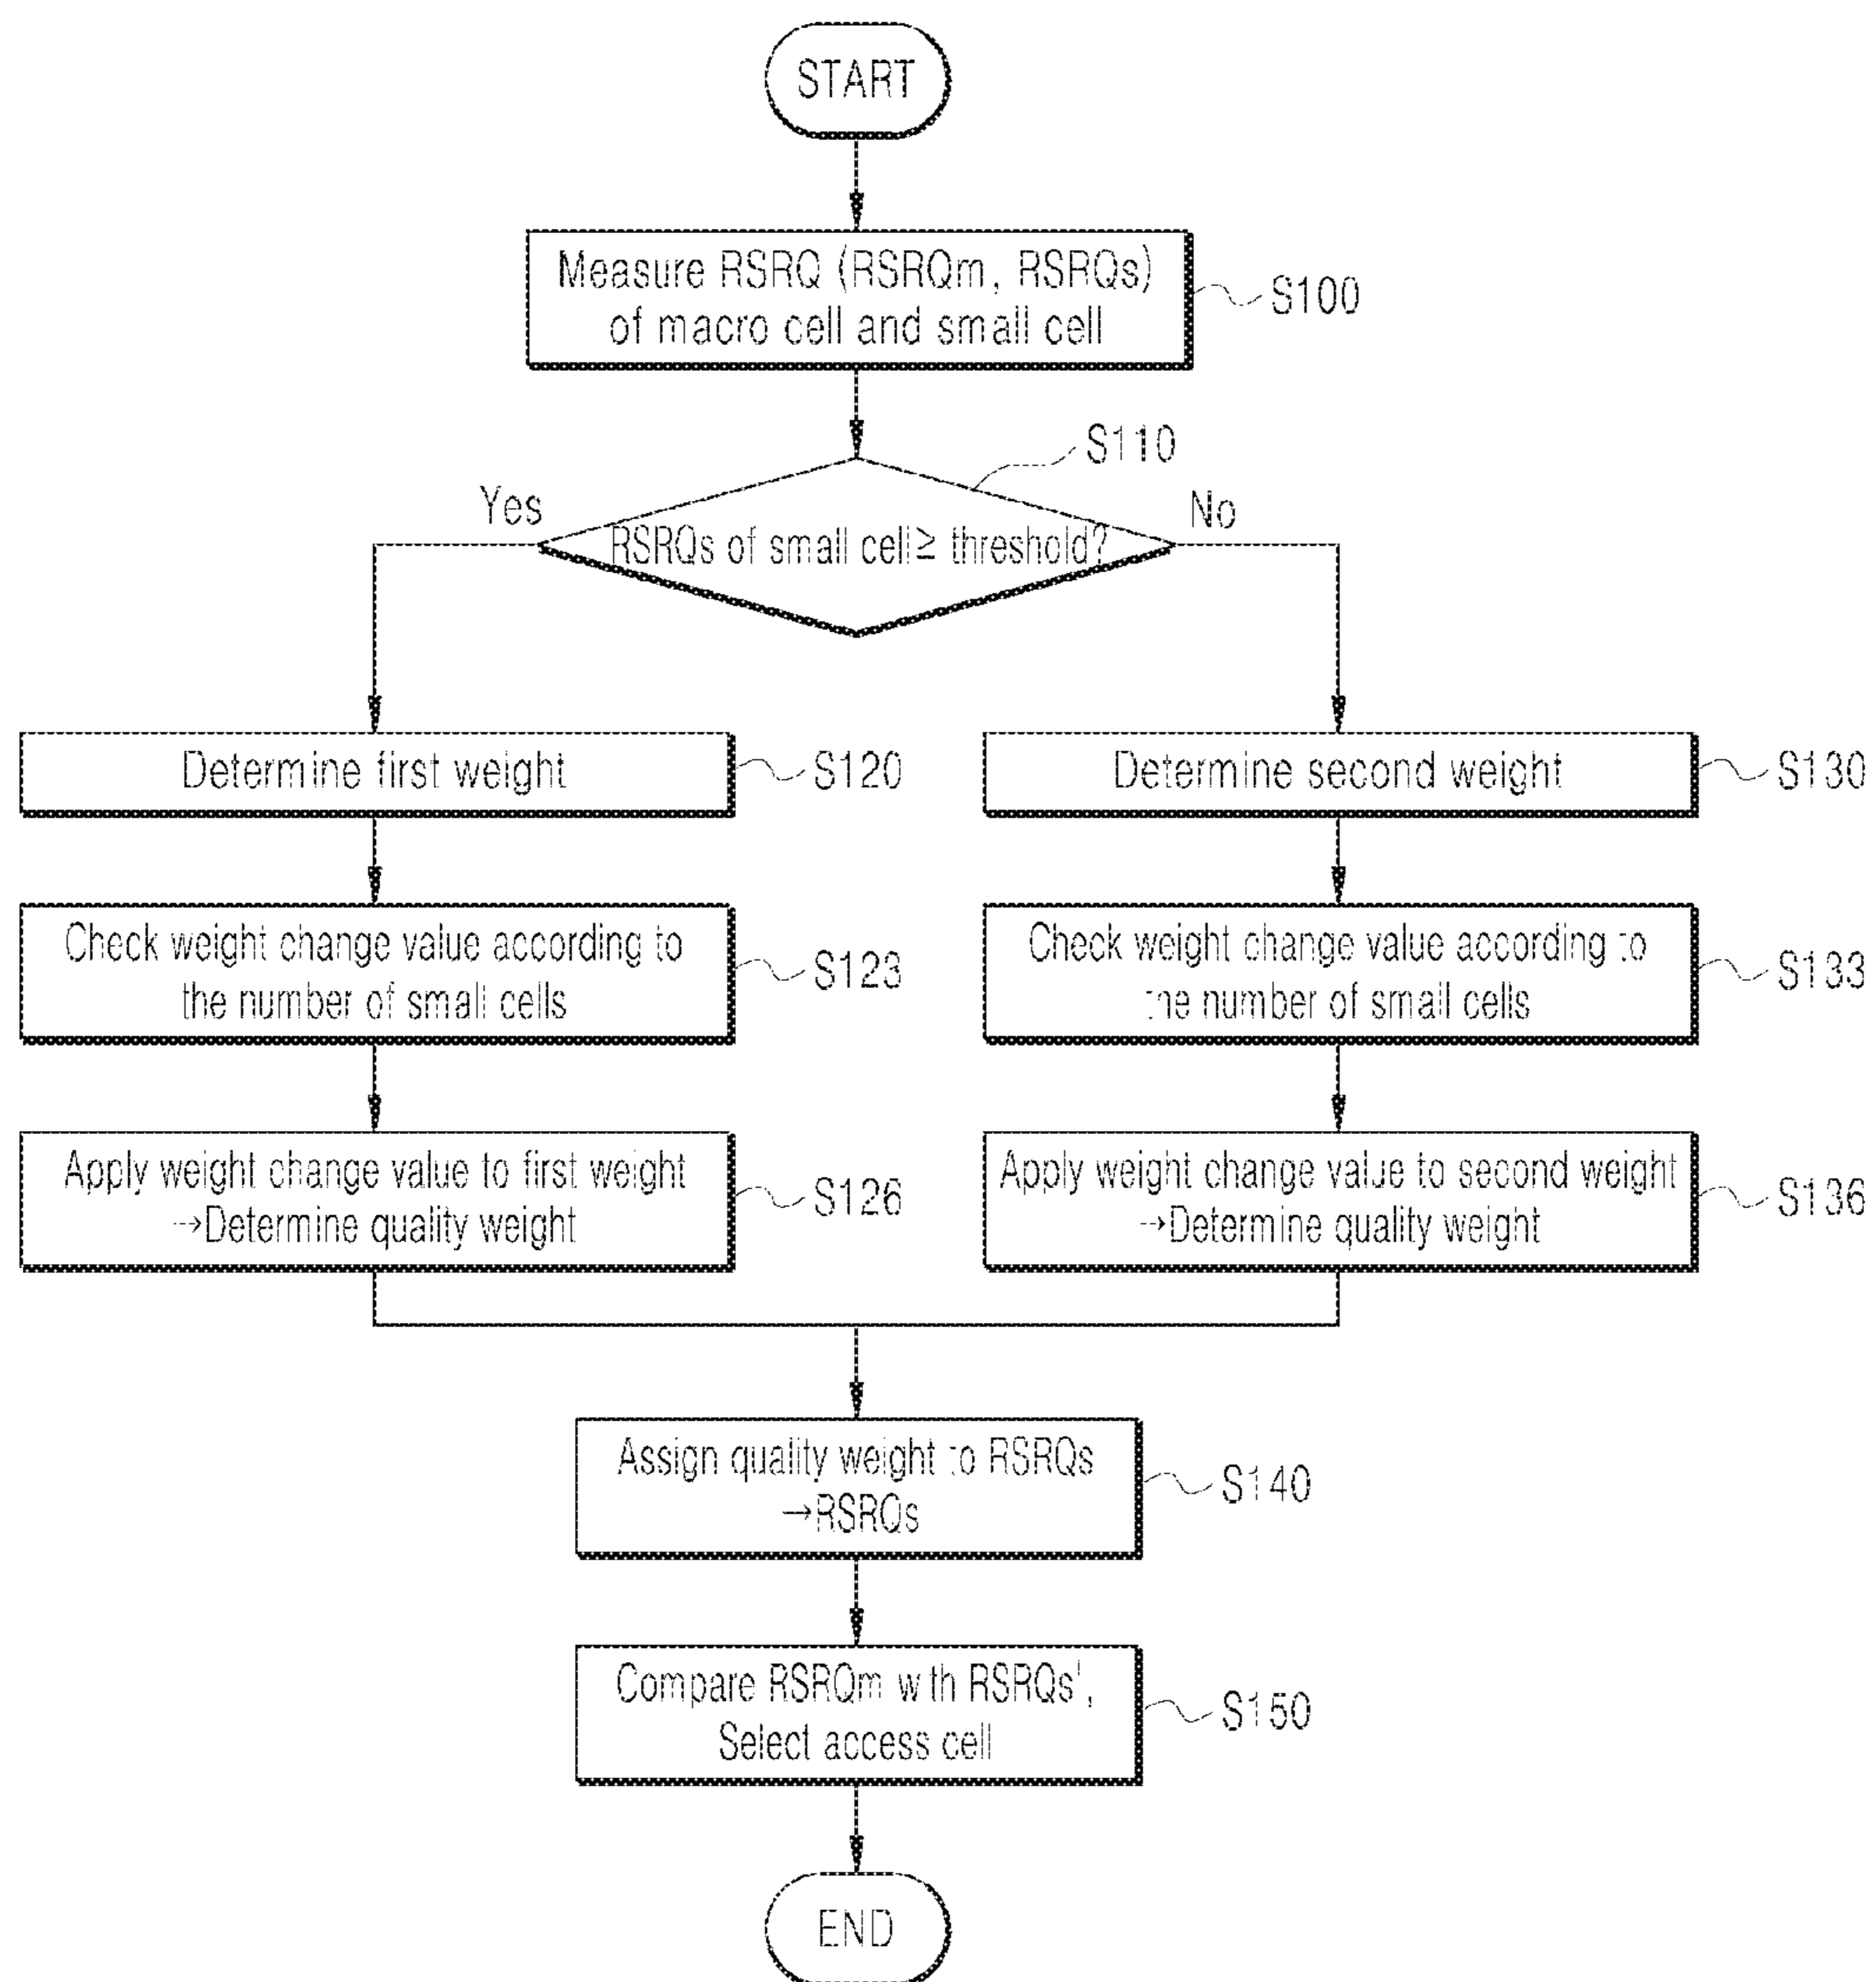 START
Measure RSRQ (RSRQm, RSRQs)
of macro cell and small cell
S100
S110
Yes
No
RSRQs of small cell ≥ threshold?
Determine first weight
S120
Determine second weight
S130
Check weight change value according to
the number of small cells
S123
Check weight change value according to
the number of small cells
S133
Apply weight change value to first weight
→Determine quality weight
S126
Apply weight change value to second weight
→Determine quality weight
S136
Assign quality weight to RSRQs
→RSRQs
S140
Compare RSRQm with RSRQs',
Select access cell
S150
END